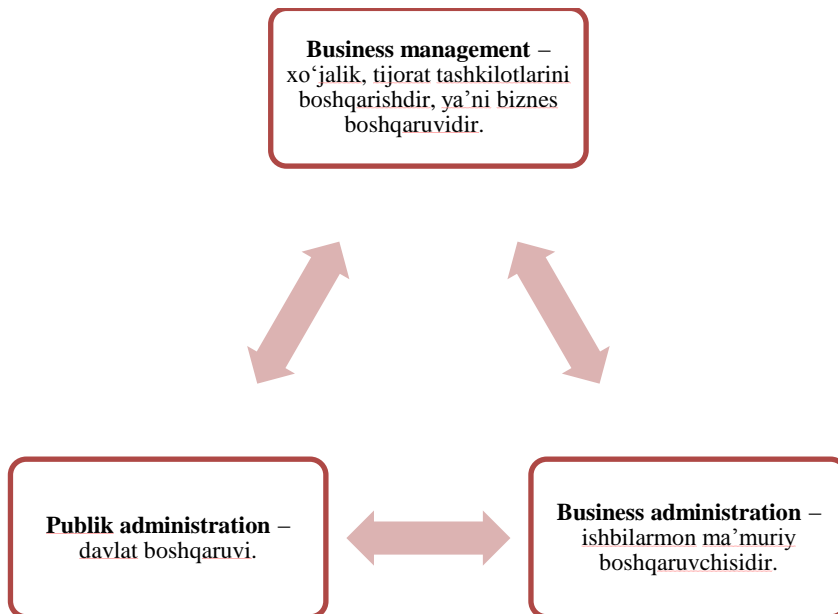 Business management –
xo‘jalik, tijorat tashkilotlarini
boshqarishdir, ya’ni biznes
boshqaruvidir.
Publik administration –
davlat boshqaruvi.
Business administration –
ishbilarmon ma’muriy
boshqaruvchisidir.